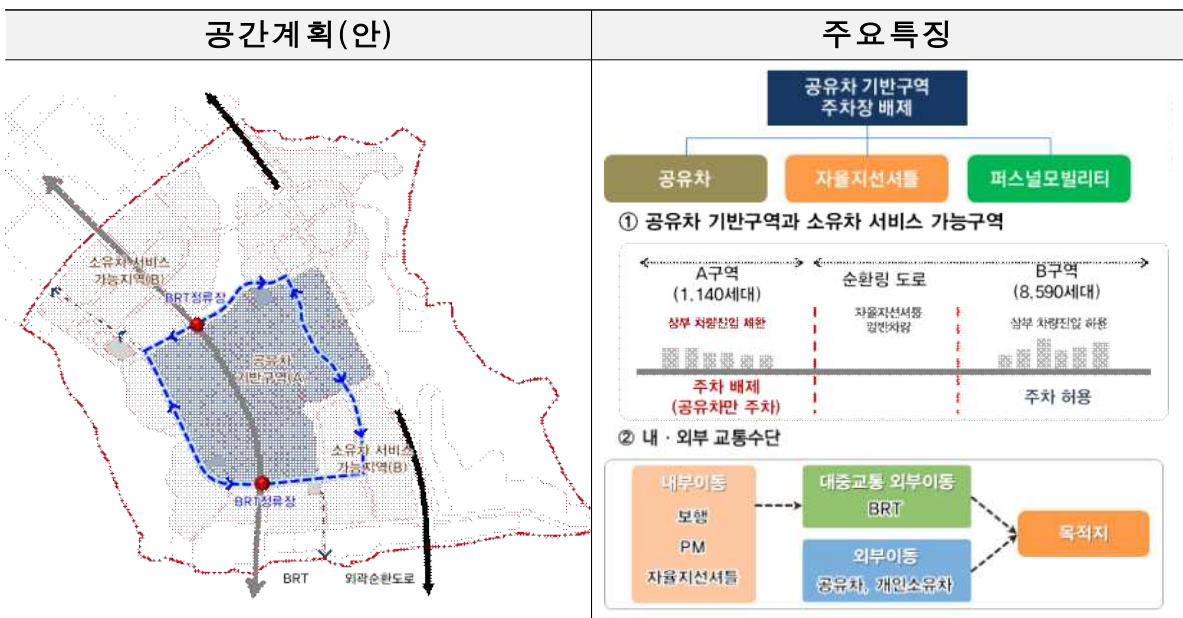 공간계획(안)
주요특징
소유차 서비스
가능지역(B)
BRT정류장
공유차
기반구역(A
소유차 서비스
가능지역(B)
BRT정류장
BRT
외곽순환도로
공유차 기반구역
주차장 배제
공유차
자율지선셔틀
퍼스널모빌리티
① 공유차 기반구역과 소유차 서비스 가능구역
A구역
(1,140세대)
순환링 도로
B구역
(8,590세대)
상부 차량진입 제한
자율지선셔틀
일반차량
상부 차량진입 허용
주차 배제
(공유차만 주차)
주차 허용
② 내 · 외부 교통수단
내부이동
보행
PM
자율지선셔틀
대중교통 외부이동
BRT
외부이동
공유차, 개인소유차
목적지